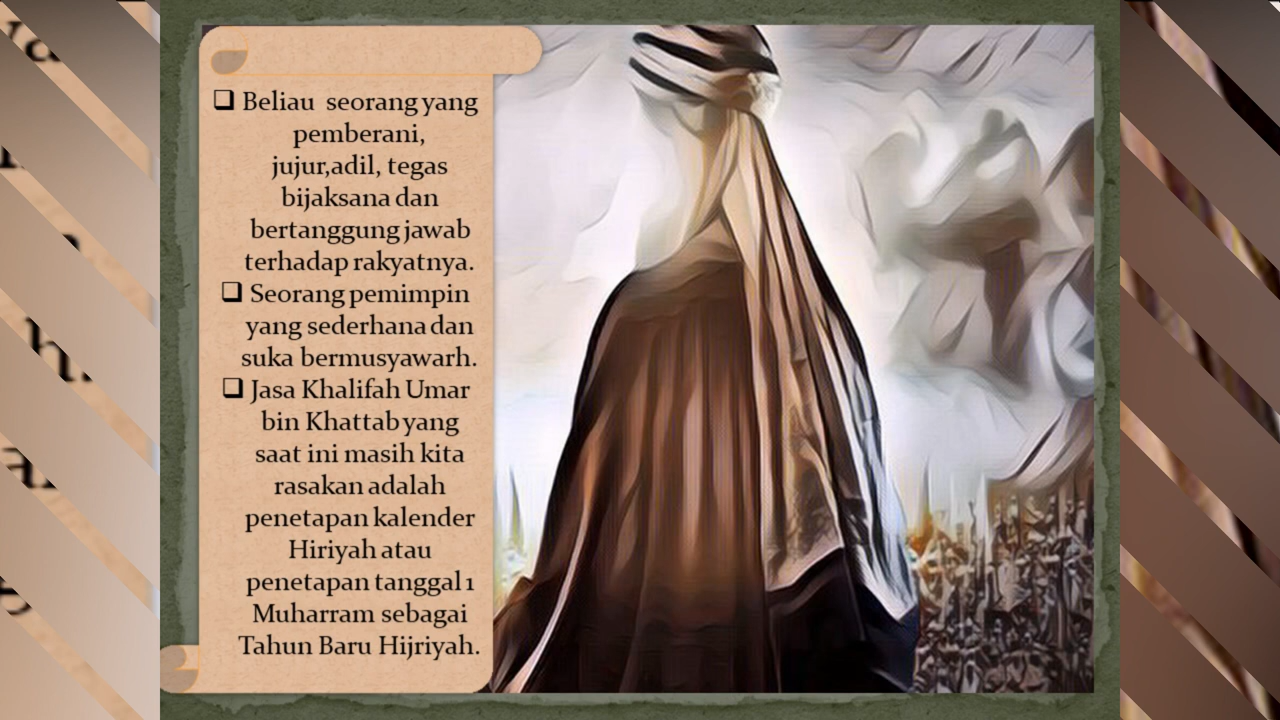 ❑ Beliau seorang yang
pemberani,
jujur,adil, tegas
bijaksana dan
bertanggung jawab
terhadap rakyatnya.
❑ Seorang pemimpin
yang sederhana dan
suka bermusyawarh.
❑ Jasa Khalifah Umar
bin Khattab yang
saat ini masih kita
rasakan adalah
penetapan kalender
Hiriyah atau
penetapan tanggal 1
Muharram sebagai
Tahun Baru Hijriyah.